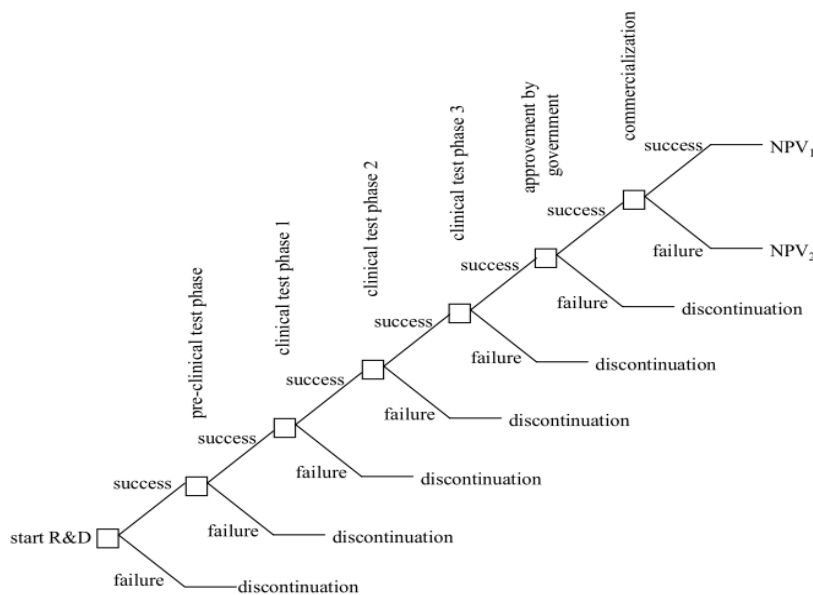 commercialization
approvement by
government
clinical test phase 3
clinical test phase 2
clinical test phase 1
pre-clinical test phase
success
NPV1
success
failure
NPV2
success
failure
discontinuation
success
failure
discontinuation
success
failure
discontinuation
success
failure
discontinuation
success
failure
discontinuation
start R&D
failure
discontinuation